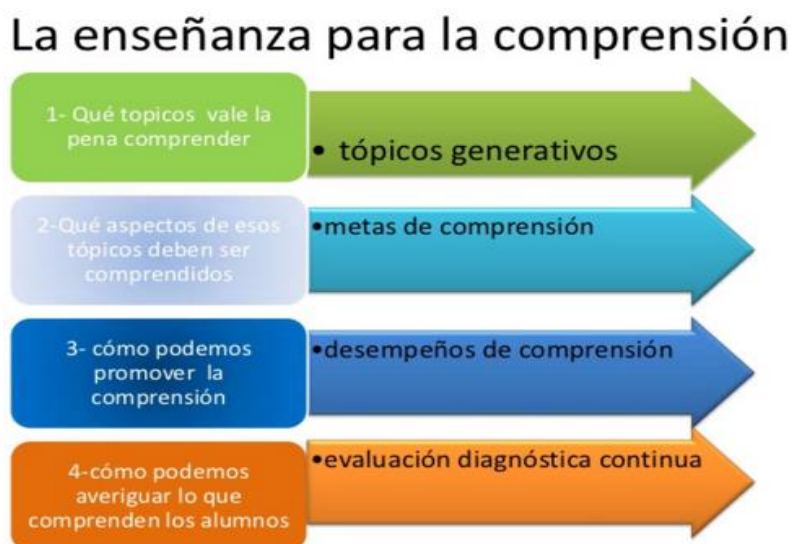 La enseñanza para la comprensión
1- Qué topicos vale la
pena comprender
• tópicos generativos
2-Qué aspectos de esos
tópicos deben ser
comprendidos
•metas de comprensión
3- cómo podemos
promover la
comprensión
•desempeños de comprensión
4-cómo podemos
averiguar lo que
comprenden los alumnos
•evaluación diagnóstica continua